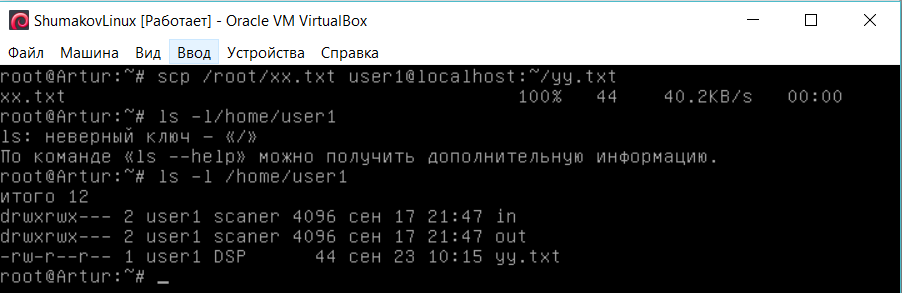 ShumakovLinux [Работает] - Oracle VM VirtualBox
Файл Машина Вид Ввод Устройства Справка
root@Artur:~# scp /root/xx.txt user1@localhost:~/yy.txt
xx.txt 100% 44 40.2KB/s 00:00
root@Artur:~# ls -l/home/user1
ls: неверный ключ – «/»
По команде «ls --help» можно получить дополнительную информацию.
root@Artur:~# ls -l /home/user1
итого 12
drwxrwx--- 2 user1 scaner 4096 сен 17 21:47 in
drwxrwx--- 2 user1 scaner 4096 сен 17 21:47 out
-rw-r--r-- 1 user1 DSP 44 сен 23 10:15 yy.txt
root@Artur:~# _